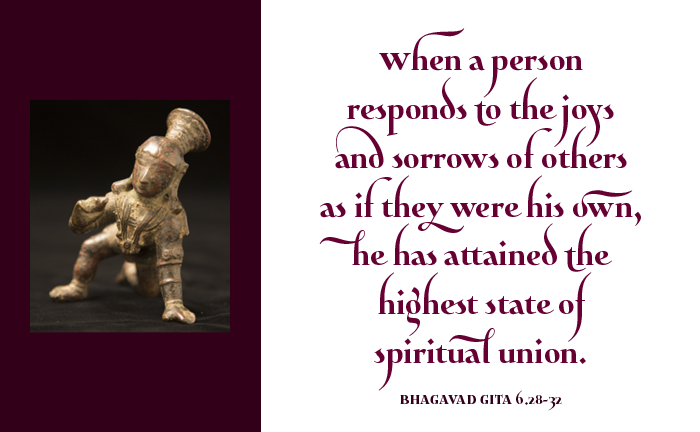 When a person
responds to the joys
and sorrows of others
as if they were his own,
he has attained the
highest state of
spiritual union.
BHAGAVAD GITA 6.28-32